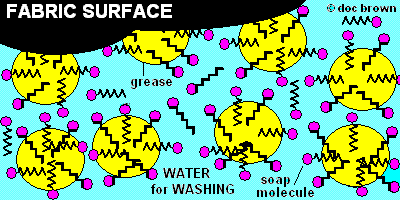 FABRIC SURFACE
© doc brown
grease
WATER
for WASHING
soap
molecule